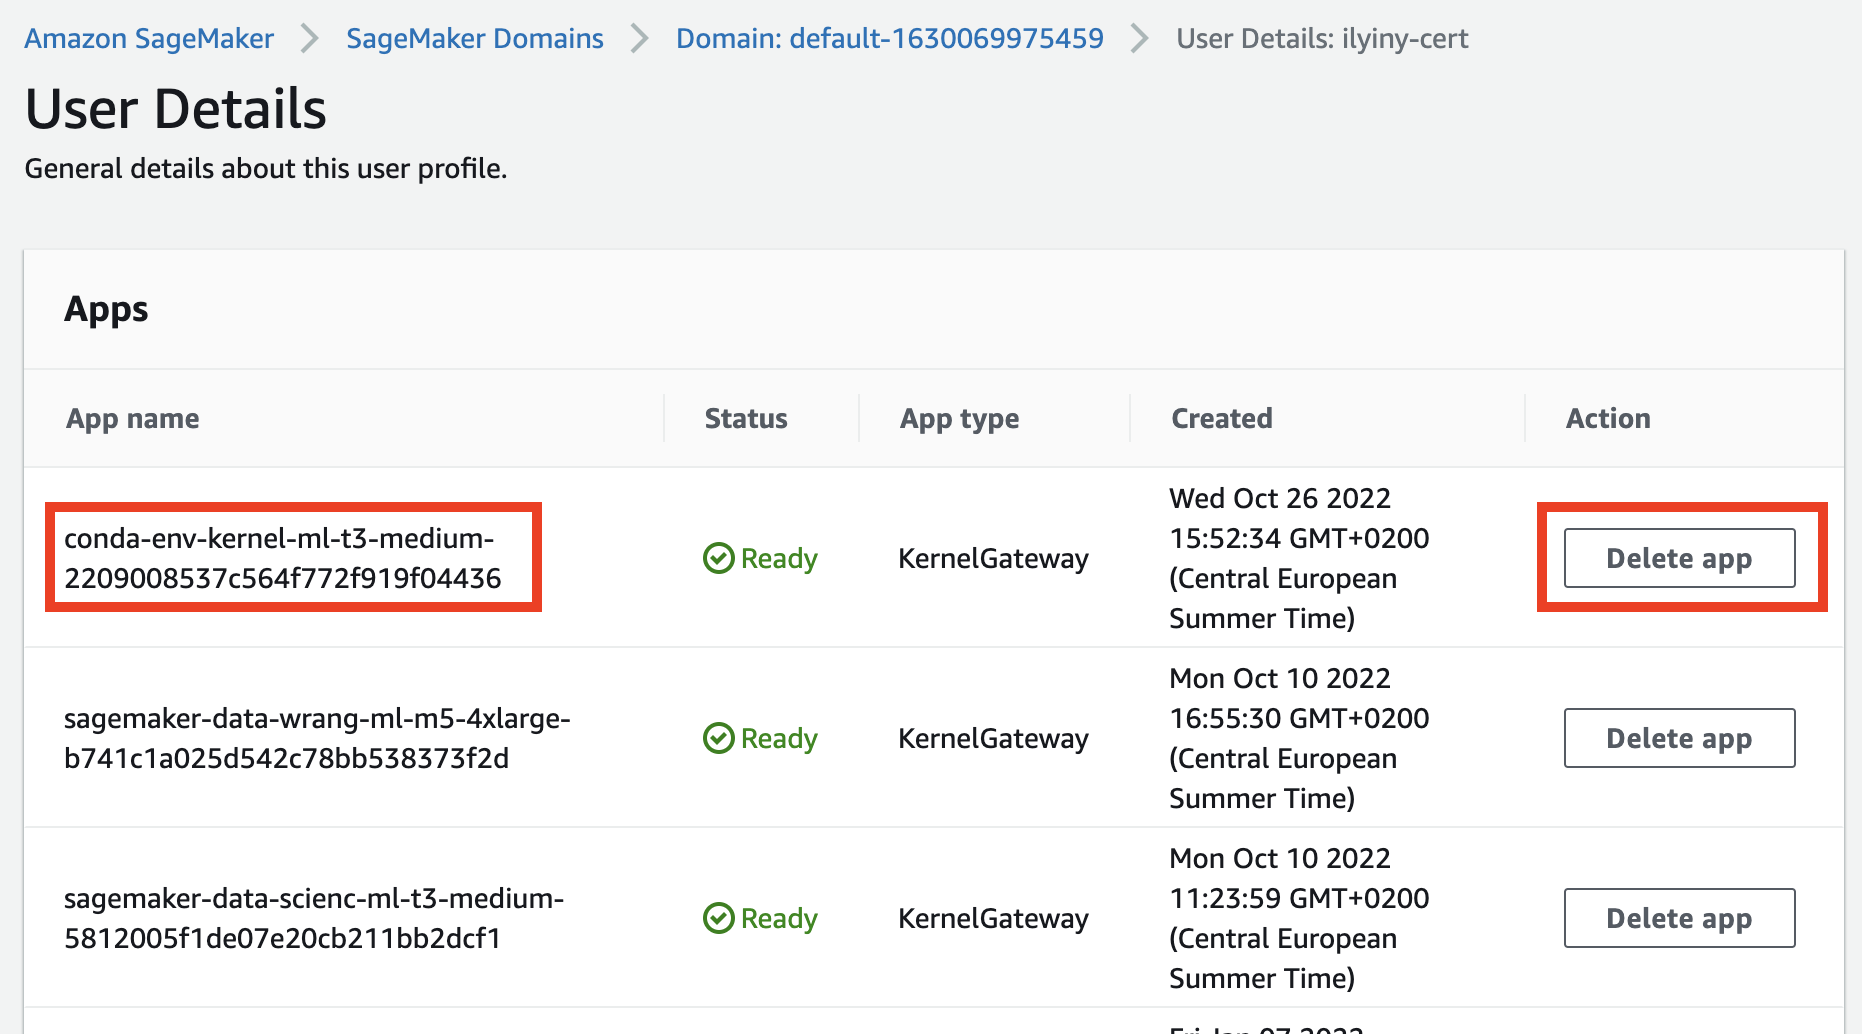 Amazon SageMaker > SageMaker Domains > Domain: default-1630069975459 > User Details: ilyiny-cert
User Details
General details about this user profile.
Apps
App name Status App type Created Action
conda-env-kernel-ml-t3-medium-
2209008537c564f772f919f04436
Ready
KernelGateway
Wed Oct 26 2022
15:52:34 GMT+0200
(Central European
Summer Time)
Delete app
sagemaker-data-wrang-ml-m5-4xlarge-
b741c1a025d542c78bb538373f2d
Ready
KernelGateway
Mon Oct 10 2022
16:55:30 GMT+0200
(Central European
Summer Time)
Delete app
sagemaker-data-scienc-ml-t3-medium-
5812005f1de07e20cb211bb2dcf1
Ready
KernelGateway
Mon Oct 10 2022
11:23:59 GMT+0200
(Central European
Summer Time)
Delete app
Fri Jan 07 2022